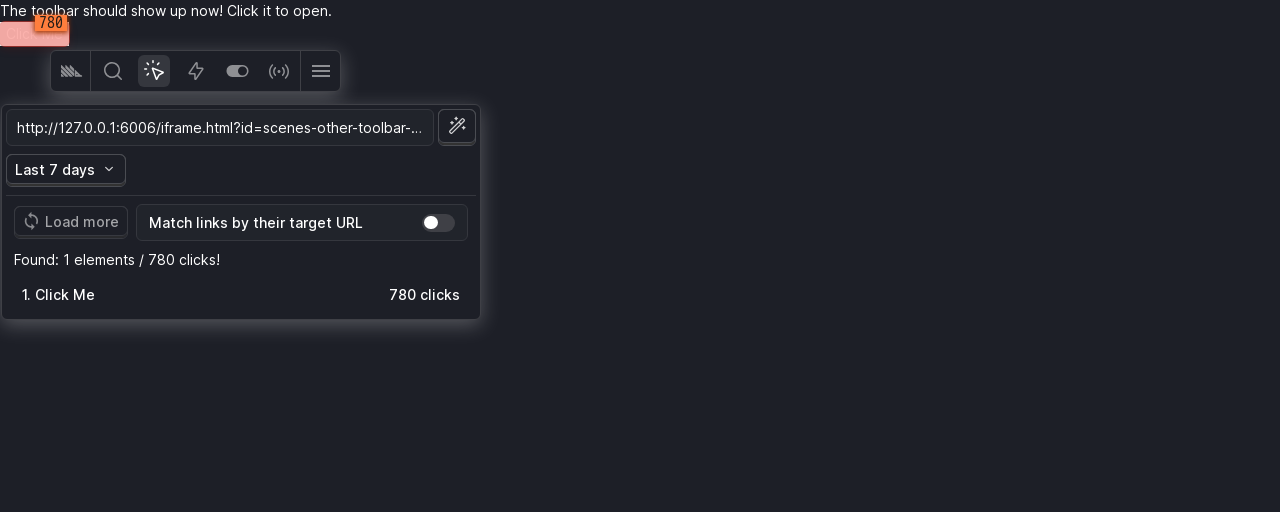 The toolbar should show up now! Click it to open.
780
Click Me
http://127.0.0.1:6006/iframe.html?id=scenes-other-toolbar-...
Last 7 days
Load more
Match links by their target URL
Found: 1 elements / 780 clicks!
1. Click Me 780 clicks